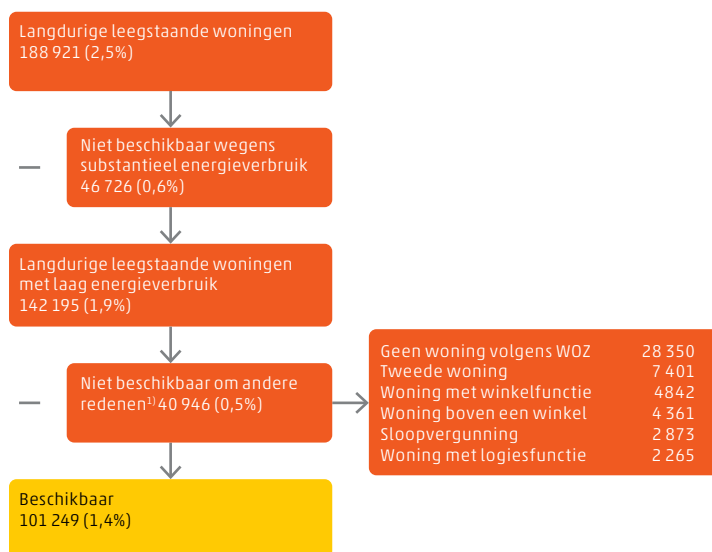 Langdurige leegstaande woningen
188 921 (2,5%)
Niet beschikbaar wegens
substantieel energieverbruik
46 726 (0,6%)
Langdurige leegstaande woningen
met laag energieverbruik
142 195 (1,9%)
Niet beschikbaar om andere
redenen1) 40 946 (0,5%)
Geen woning volgens WOZ 28 350
Tweede woning 7 401
Woning met winkelfunctie 4842
Woning boven een winkel 4 361
Sloopvergunning 2 873
Woning met logiesfunctie 2 265
Beschikbaar
101 249 (1,4%)